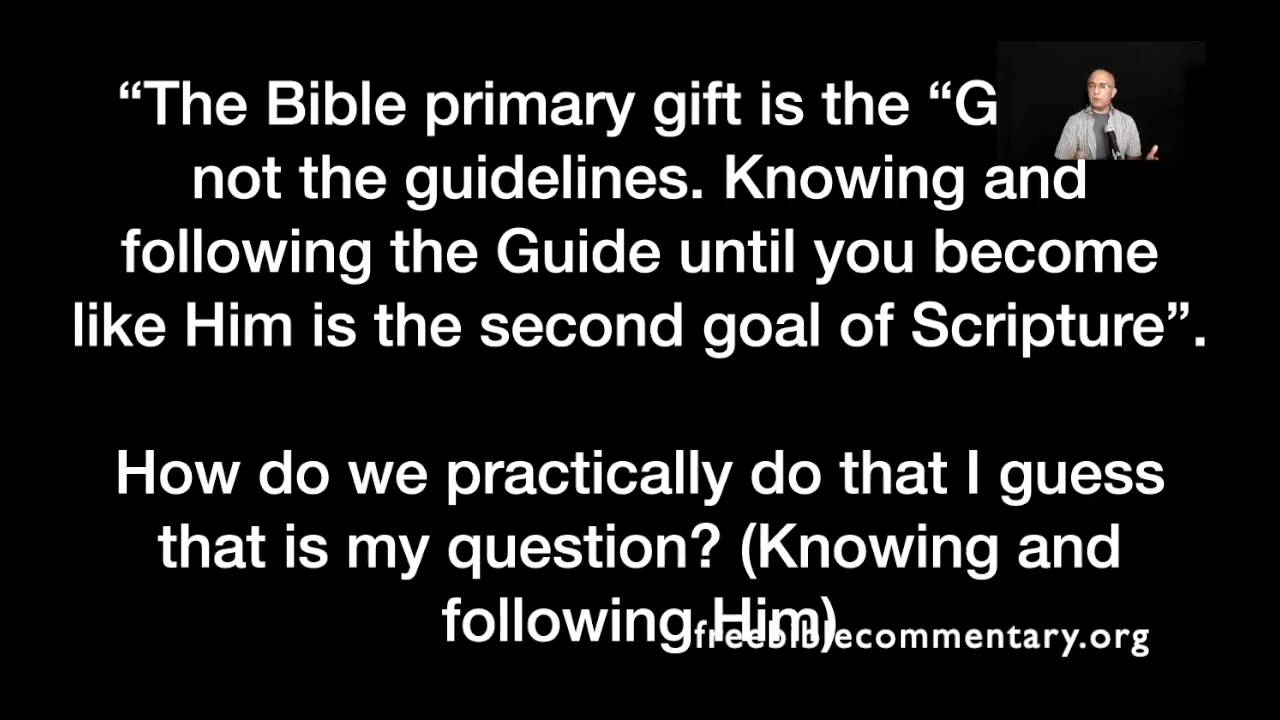 “The Bible primary gift is the
not the guidelines. Knowing and
following the Guide until you become
like Him is the second goal of Scripture”.
How do we practically do that I guess
that is my question? (Knowing and
following Him)
freebiblecommentary.org